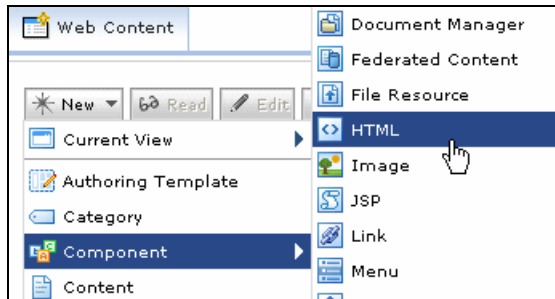 Web Content
New Read Edit
Current View
Authoring Template
Category
Component
Content
Document Manager
Federated Content
File Resource
HTML
Image
JSP
Link
Menu